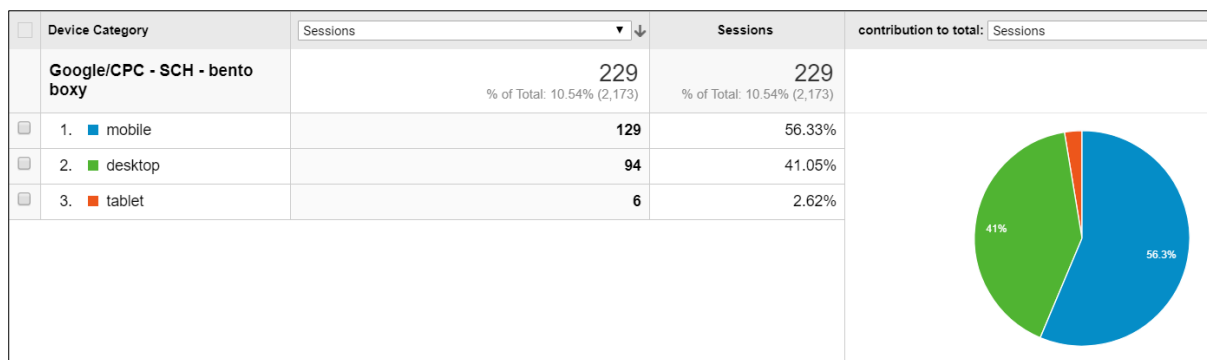 Device Category
Sessions
Sessions
contribution to total: Sessions
Google/CPC - SCH - bento
boxy
229
% of Total: 10.54% (2,173)
229
% of Total: 10.54% (2,173)
1. mobile
129
56.33%
2. desktop
94
41.05%
3. tablet
6
2.62%
41%
56.3%